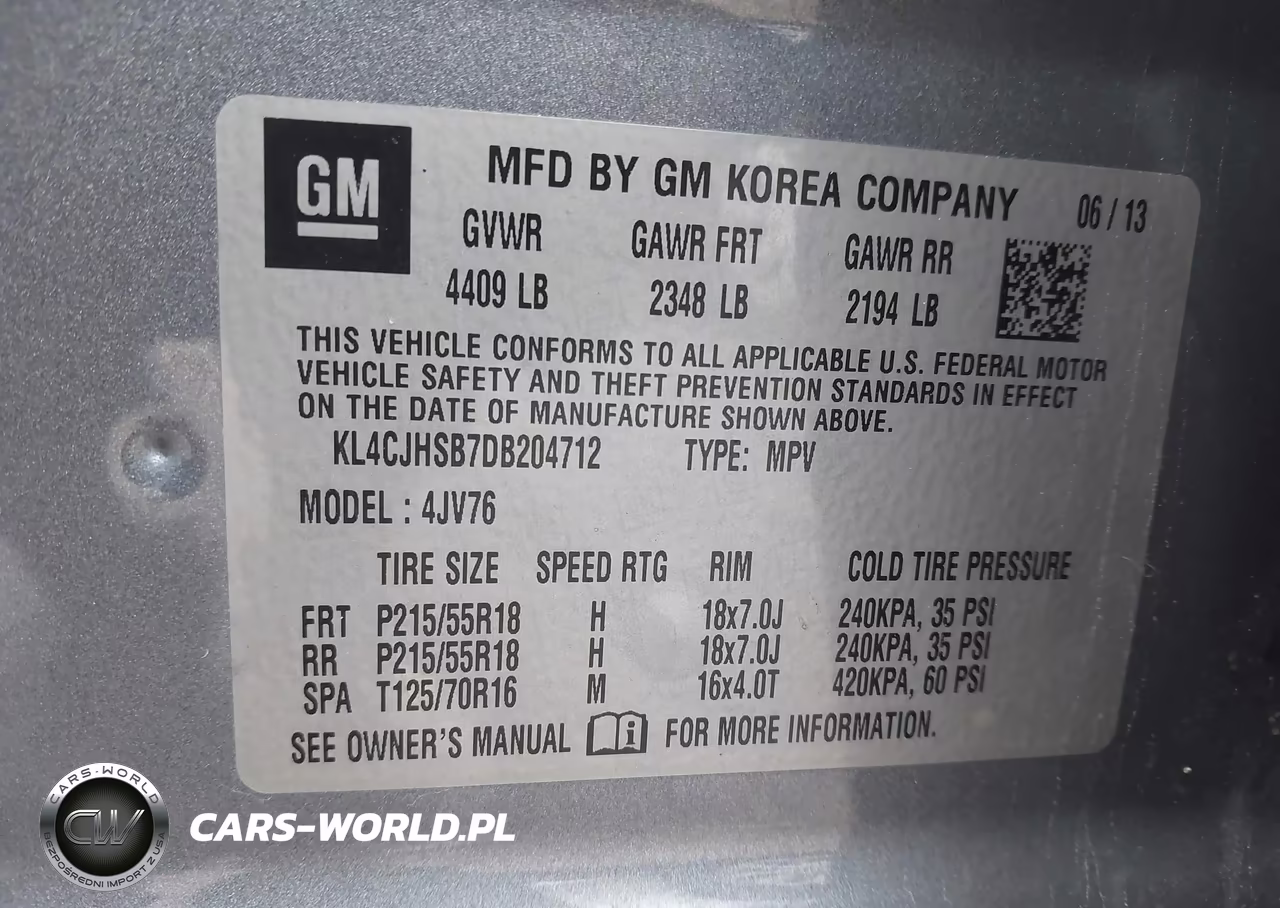 GM
MFD BY GM KOREA COMPANY
06 / 13
GVWR GAWR FRT GAWR RR
4409 LB 2348 LB 2194 LB
THIS VEHICLE CONFORMS TO ALL APPLICABLE U.S. FEDERAL MOTOR
VEHICLE SAFETY AND THEFT PREVENTION STANDARDS IN EFFECT
ON THE DATE OF MANUFACTURE SHOWN ABOVE.
KL4CJHSB7DB204712 TYPE: MPV
MODEL : 4JV76
TIRE SIZE SPEED RTG RIM COLD TIRE PRESSURE
FRT P215/55R18 H 18x7.0J 240KPA, 35 PSI
RR P215/55R18 H 18x7.0J 240KPA, 35 PSI
SPA T125/70R16 M 16x4.0T 420KPA, 60 PSI
SEE OWNER'S MANUAL FOR MORE INFORMATION.
CARS-WORLD
CW
BEZPOŚREDNI IMPORT Z USA
CARS-WORLD.PL